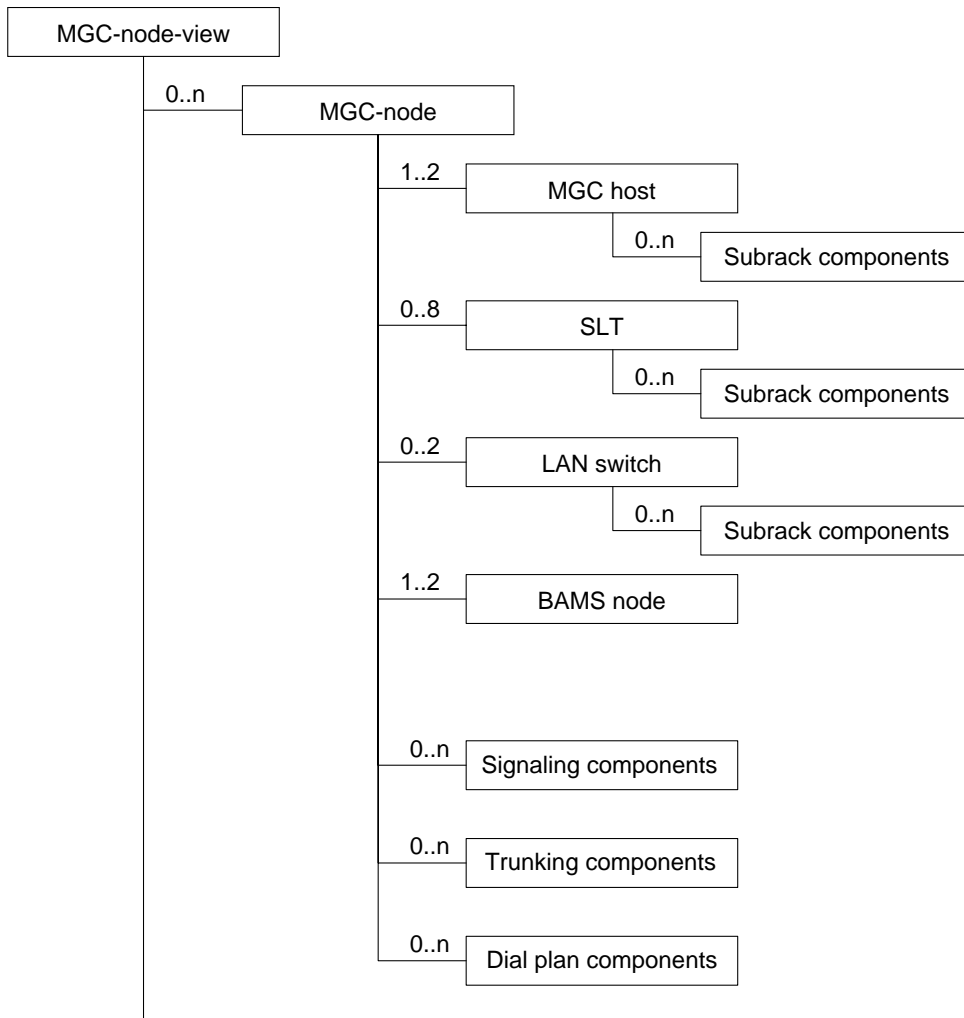 MGC-node-view
0..n
MGC-node
1..2
MGC host
0..n
Subrack components
0..8
SLT
0..n
Subrack components
0..2
LAN switch
0..n
Subrack components
1..2
BAMS node
0..n
Signaling components
0..n
Trunking components
0..n
Dial plan components